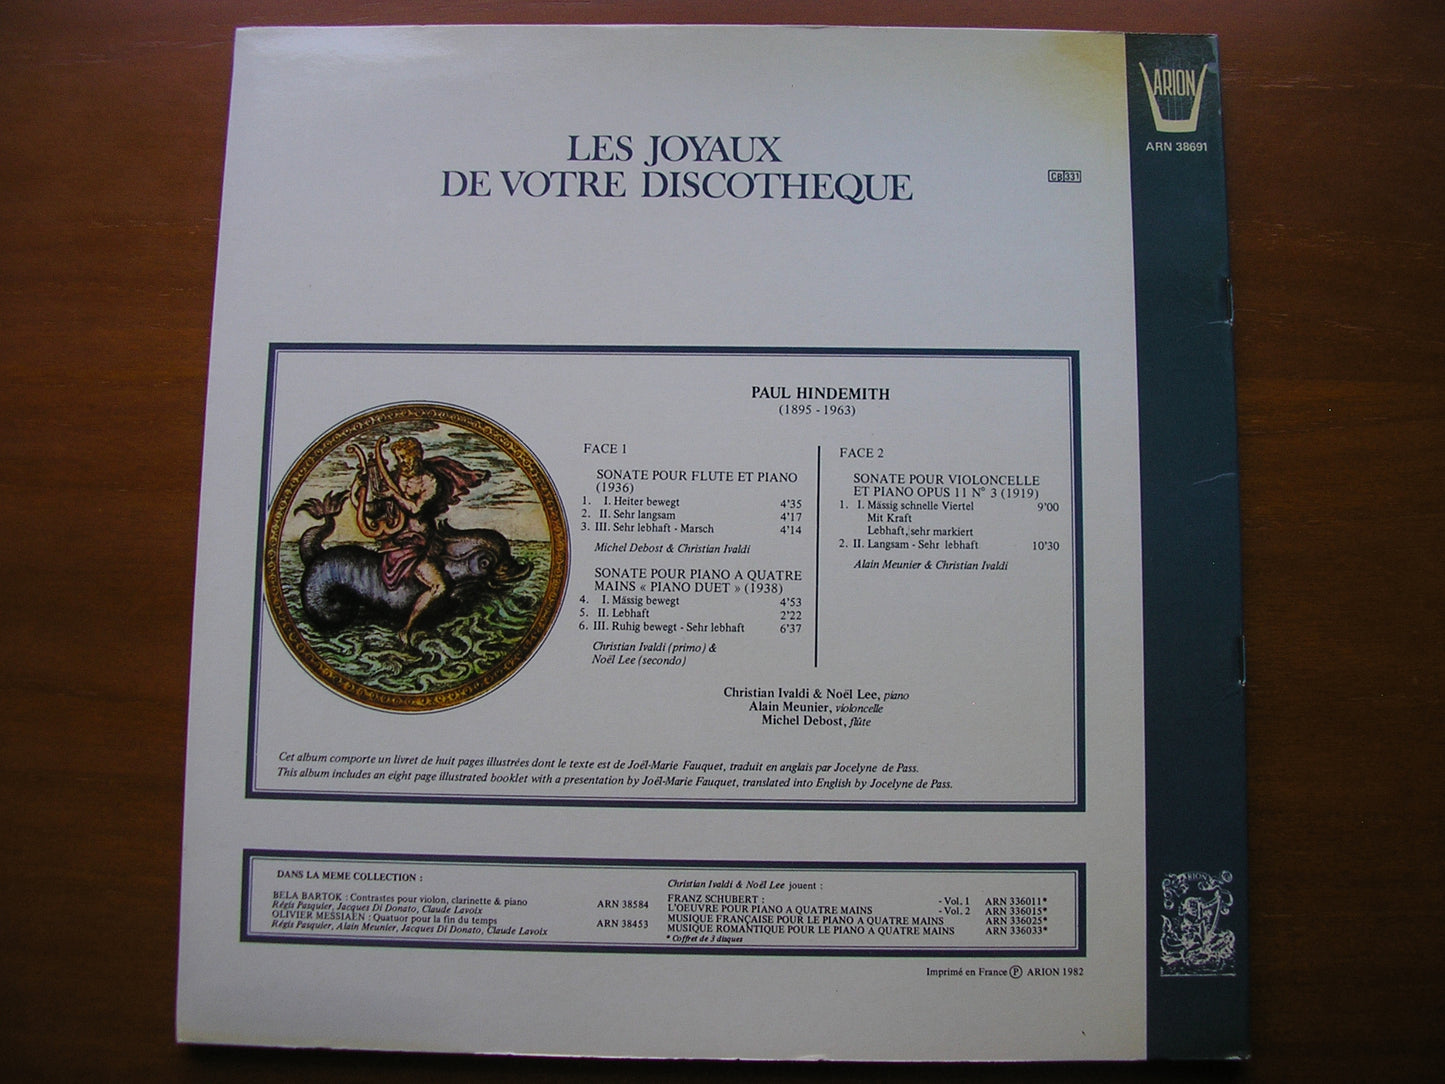 ARION
ARN 38691
LES JOYAUX
DE VOTRE DISCOTHEQUE
CB 331
PAUL HINDEMITH
(1895 - 1963)
FACE 1
SONATE POUR FLUTE ET PIANO
(1936)
1. I. Heiter bewegt 4'35
2. II. Sehr langsam 4'17
3. III. Sehr lebhaft - Marsch 4'14
Michel Debost & Christian Ivaldi
SONATE POUR PIANO A QUATRE
MAINS « PIANO DUET » (1938)
4. I. Mässig bewegt 4'53
5. II. Lebhaft 2'22
6. III. Ruhig bewegt - Sehr lebhaft 6'37
Christian Ivaldi (primo) &
Noël Lee (secondo)
FACE 2
SONATE POUR VIOLONCELLE
ET PIANO OPUS 11 N° 3 (1919)
1. I. Mässig schnelle Viertel 9'00
Mit Kraft
Lebhaft, sehr markiert
2. II. Langsam - Sehr lebhaft 10'30
Alain Meunier & Christian Ivaldi
Christian Ivaldi & Noël Lee, piano
Alain Meunier, violoncelle
Michel Debost, flûte
Cet album comporte un livret de huit pages illustrées dont le texte est de Joël-Marie Fauquet, traduit en anglais par Jocelyne de Pass.
This album includes an eight page illustrated booklet with a presentation by Joël-Marie Fauquet, translated into English by Jocelyne de Pass.
DANS LA MEME COLLECTION :
BELA BARTOK : Contrastes pour violon, clarinette & piano
Régis Pasquier, Jacques Di Donato, Claude Lavoix ARN 38584
OLIVIER MESSIAEN : Quatuor pour la fin du temps
Régis Pasquier, Alain Meunier, Jacques Di Donato, Claude Lavoix ARN 38453
Christian Ivaldi & Noël Lee jouent :
FRANZ SCHUBERT : - Vol. 1 ARN 336011*
L'OEUVRE POUR PIANO A QUATRE MAINS - Vol. 2 ARN 336015*
MUSIQUE FRANÇAISE POUR LE PIANO A QUATRE MAINS ARN 336025*
MUSIQUE ROMANTIQUE POUR LE PIANO A QUATRE MAINS ARN 336033*
* Coffret de 3 disques
ARION
Imprimé en France Ⓟ ARION 1982